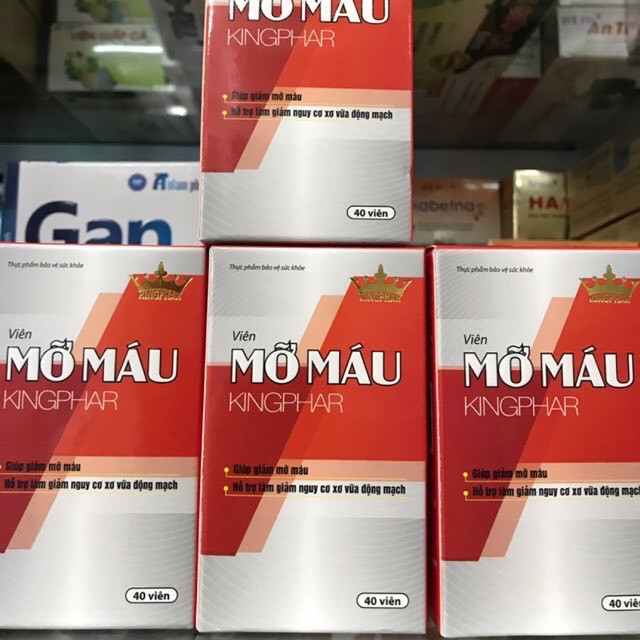 MỠ MÁU
KINGPHAR
Giúp giảm mỡ máu
Hỗ trợ làm giảm nguy cơ xơ vữa động mạch
40 viên
Gan
Thực phẩm bảo vệ sức khỏe
KINGPHAR
Viên
MỠ MÁU
KINGPHAR
Giúp giảm mỡ máu
Hỗ trợ làm giảm nguy cơ xơ vữa động mạch
40 viên
Thực phẩm bảo vệ sức khỏe
KINGPHAR
Viên
MỠ MÁU
KINGPHAR
Giúp giảm mỡ máu
Hỗ trợ làm giảm nguy cơ xơ vữa động mạch
40 viên
Thực phẩm bảo vệ sức khỏe
KINGPHAR
Viên
MỠ MÁU
KINGPHAR
Giúp giảm mỡ máu
Hỗ trợ làm giảm nguy cơ xơ vữa động mạch
40 viên